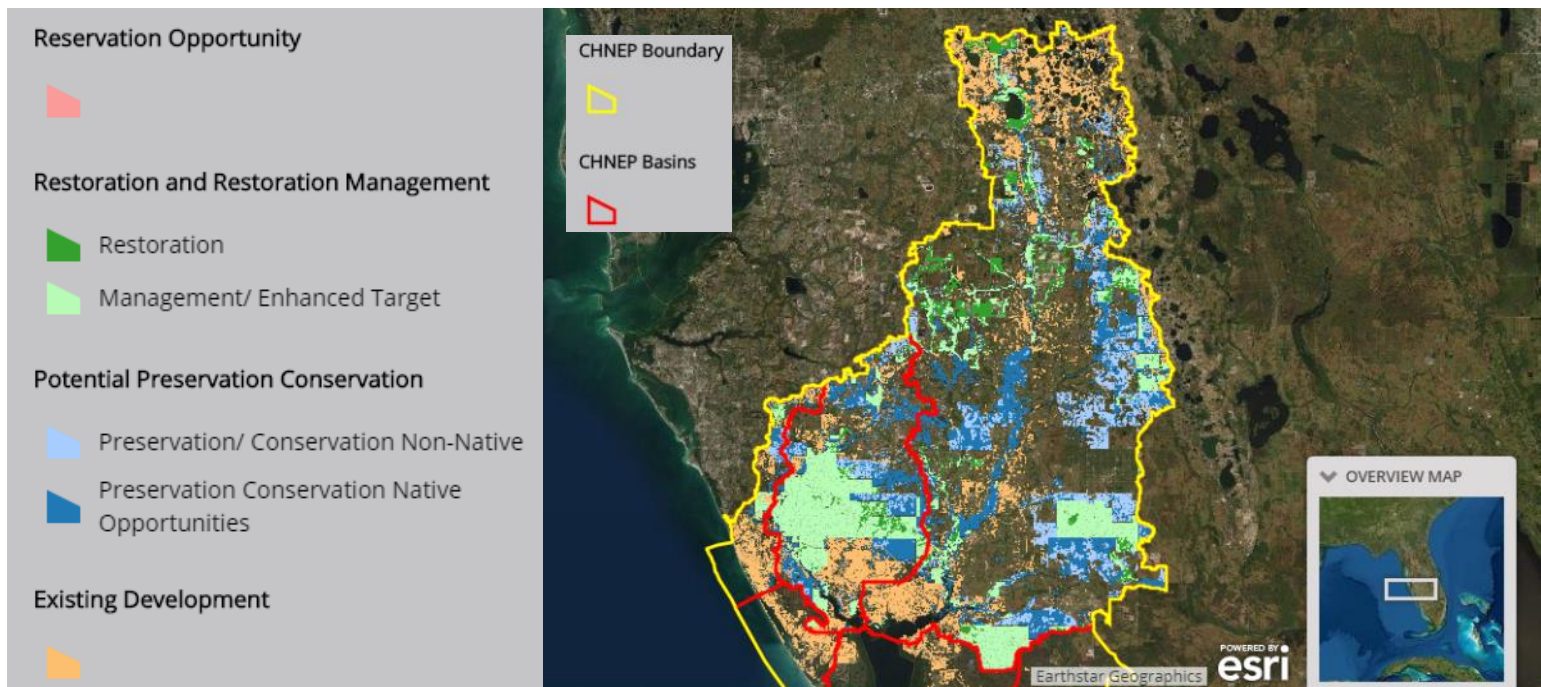 Reservation Opportunity
Restoration and Restoration Management
Restoration
Management/ Enhanced Target
Potential Preservation Conservation
Preservation/ Conservation Non-Native
Preservation Conservation Native
Opportunities
Existing Development
CHNEP Boundary
CHNEP Basins
OVERVIEW MAP
Earthstar Geographics
POWERED BY
esri